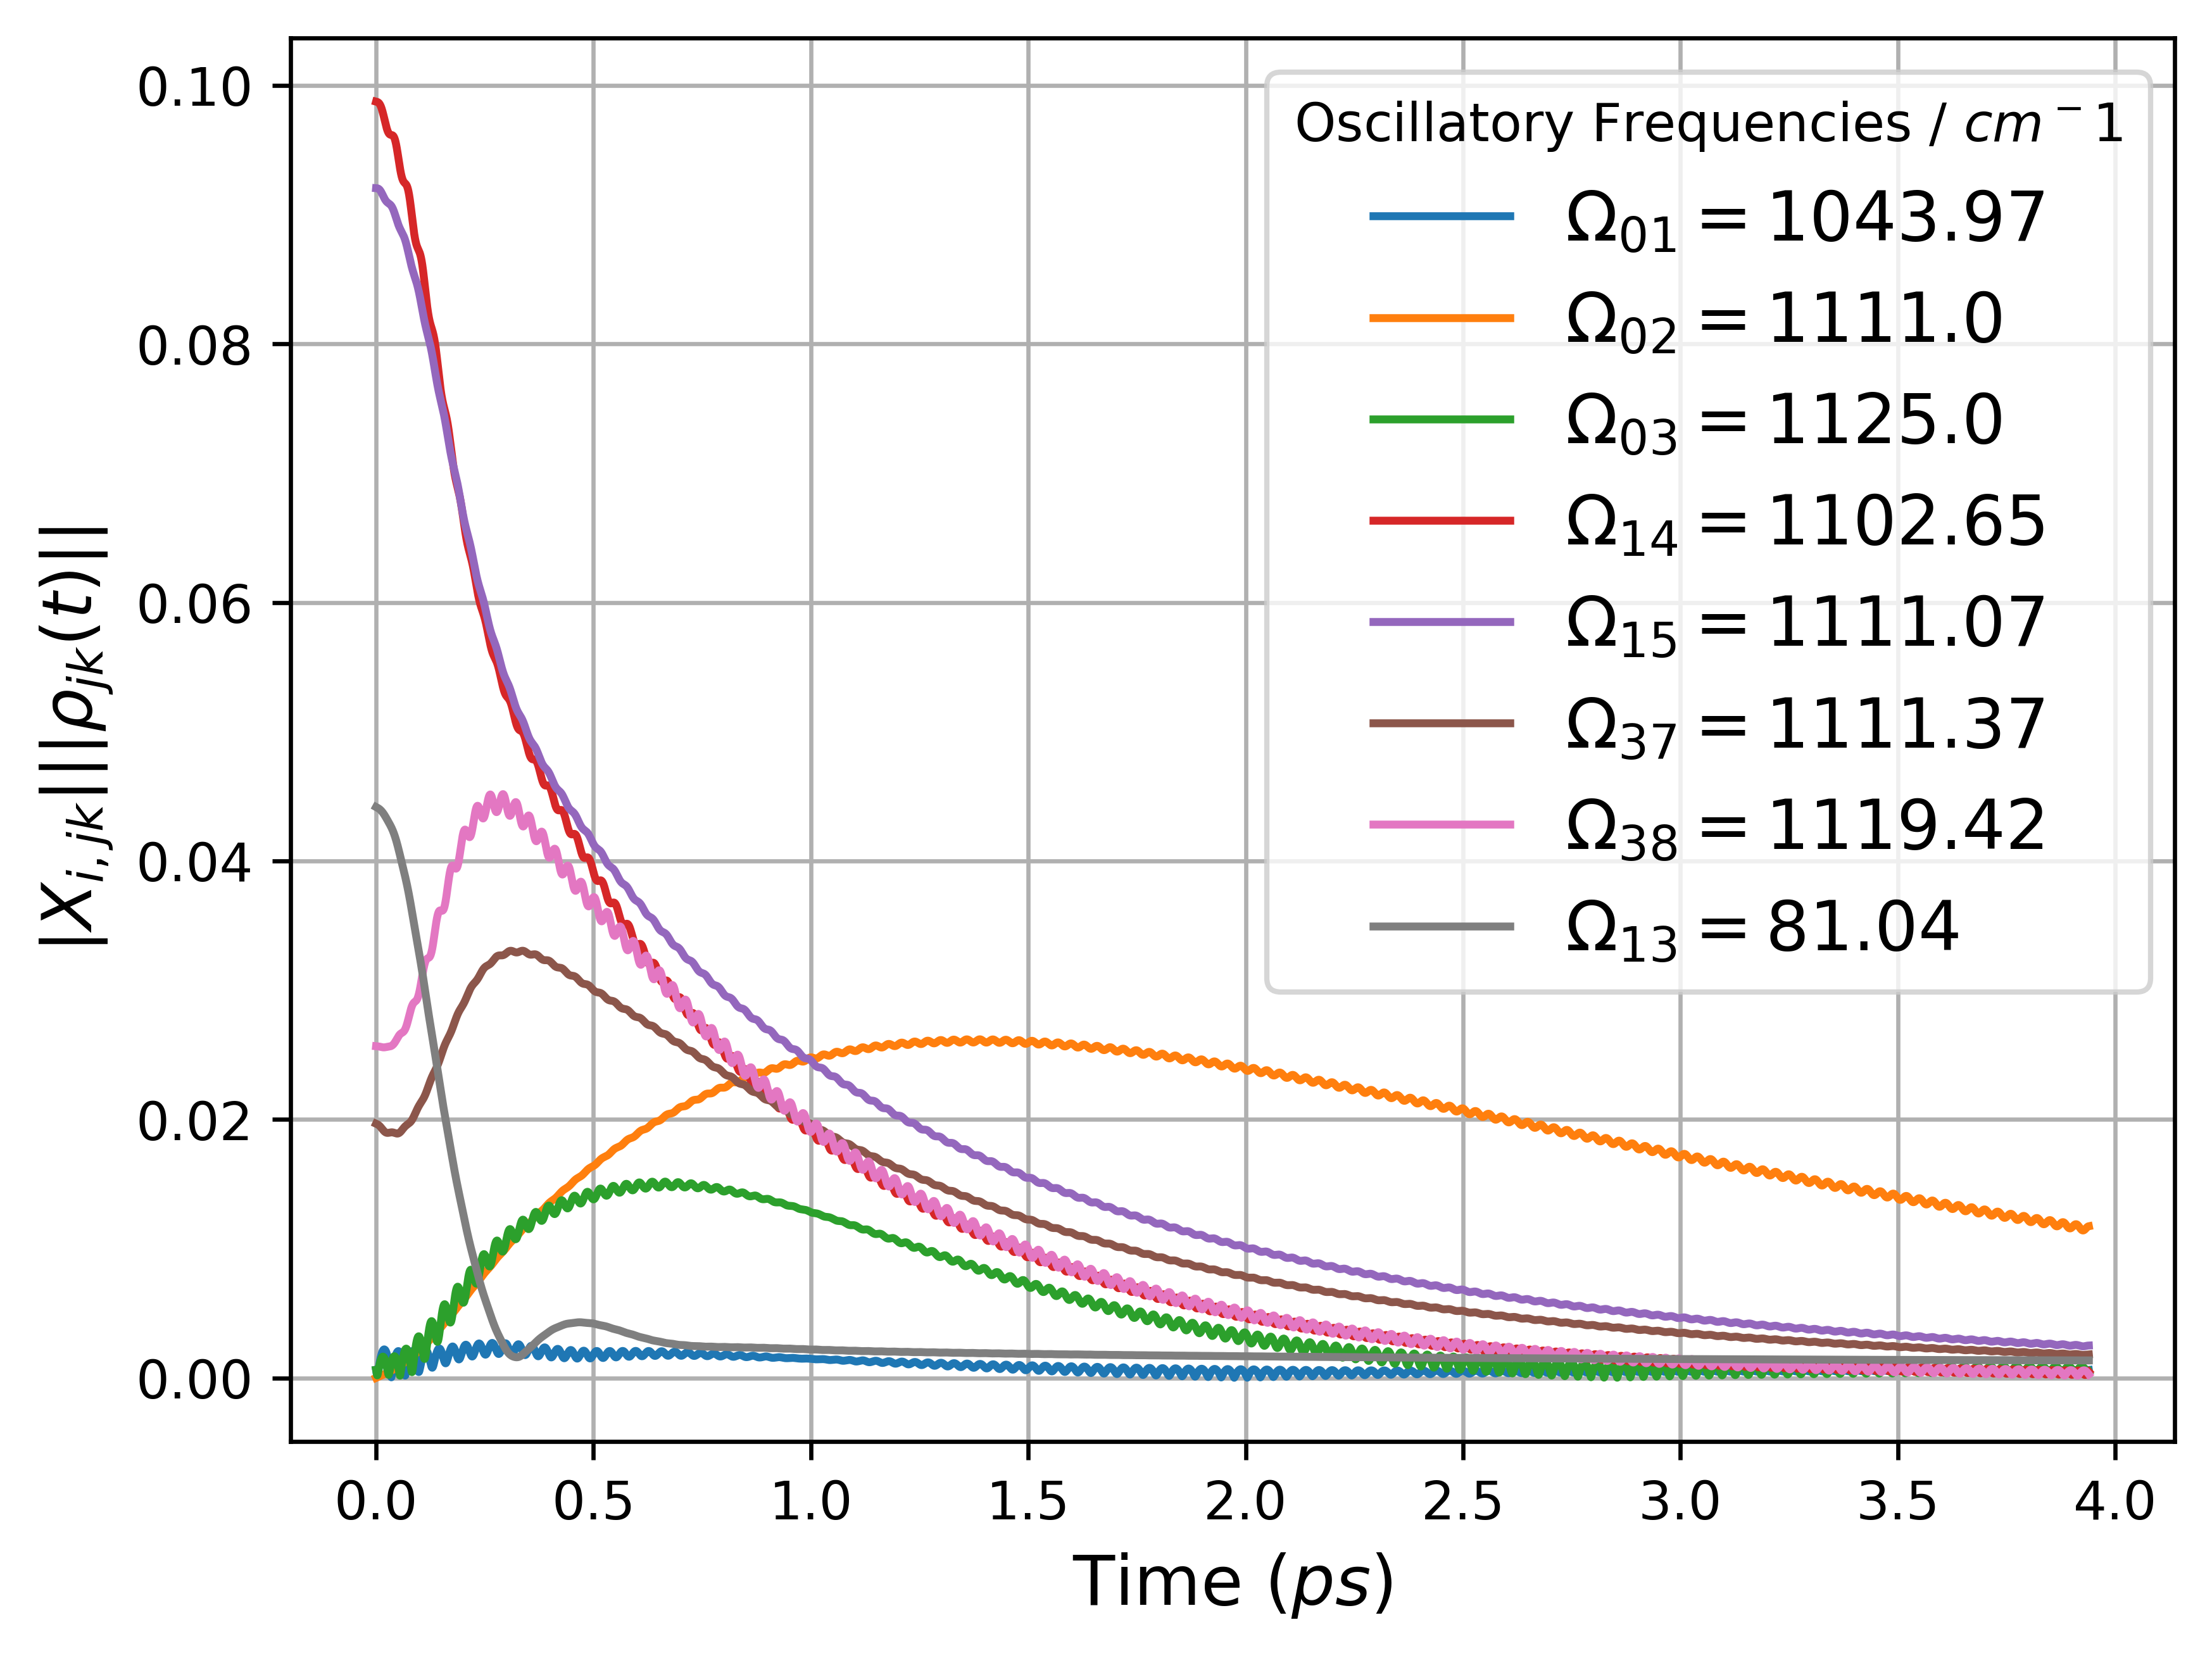 0.10
0.08
0.06
0.04
0.02
0.00
|X_{i,jk}||||ρ_{jk}(t)||
0.0 0.5 1.0 1.5 2.0 2.5 3.0 3.5 4.0
Time (ps)
Oscillatory Frequencies / cm^−1
Ω₀₁ = 1043.97
Ω₀₂ = 1111.0
Ω₀₃ = 1125.0
Ω₁₄ = 1102.65
Ω₁₅ = 1111.07
Ω₃₇ = 1111.37
Ω₃₈ = 1119.42
Ω₁₃ = 81.04